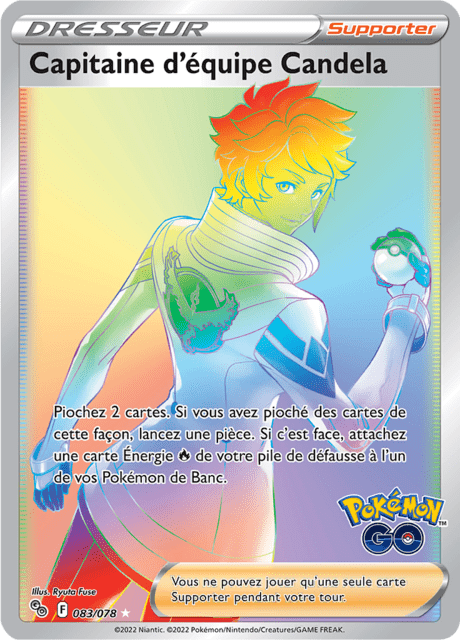 DRESSEUR Supporter
Capitaine d'équipe Candela
Piochez 2 cartes. Si vous avez pioché des cartes de
cette façon, lancez une pièce. Si c'est face, attachez
une carte Énergie de votre pile de défausse à l'un
de vos Pokémon de Banc.
POKéMON™
GO
Illus. Ryuta Fuse
GO F 083/078
Vous ne pouvez jouer qu'une seule carte
Supporter pendant votre tour.
©2022 Niantic. ©2022 Pokémon/Nintendo/Creatures/GAME FREAK.